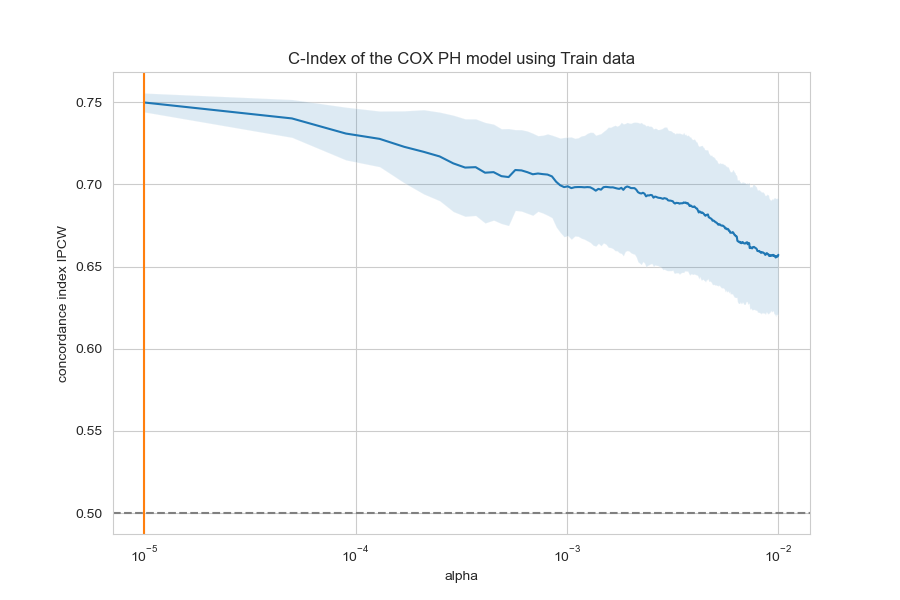 C-Index of the COX PH model using Train data
concordance index IPCW
0.75
0.70
0.65
0.60
0.55
0.50
10⁻⁵ 10⁻⁴ 10⁻³ 10⁻²
alpha